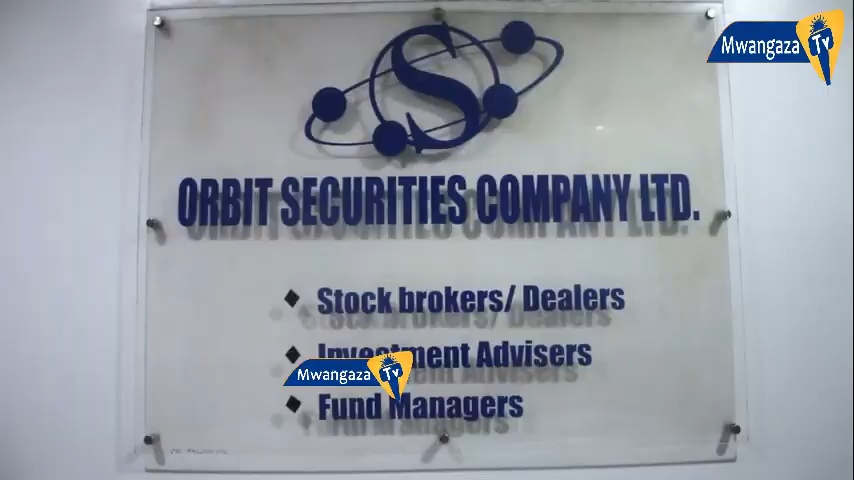 Mwangaza Tv
S
ORBIT SECURITIES COMPANY LTD.
Stock brokers/ Dealers
Investment Advisers
Mwangaza Tv
Fund Managers